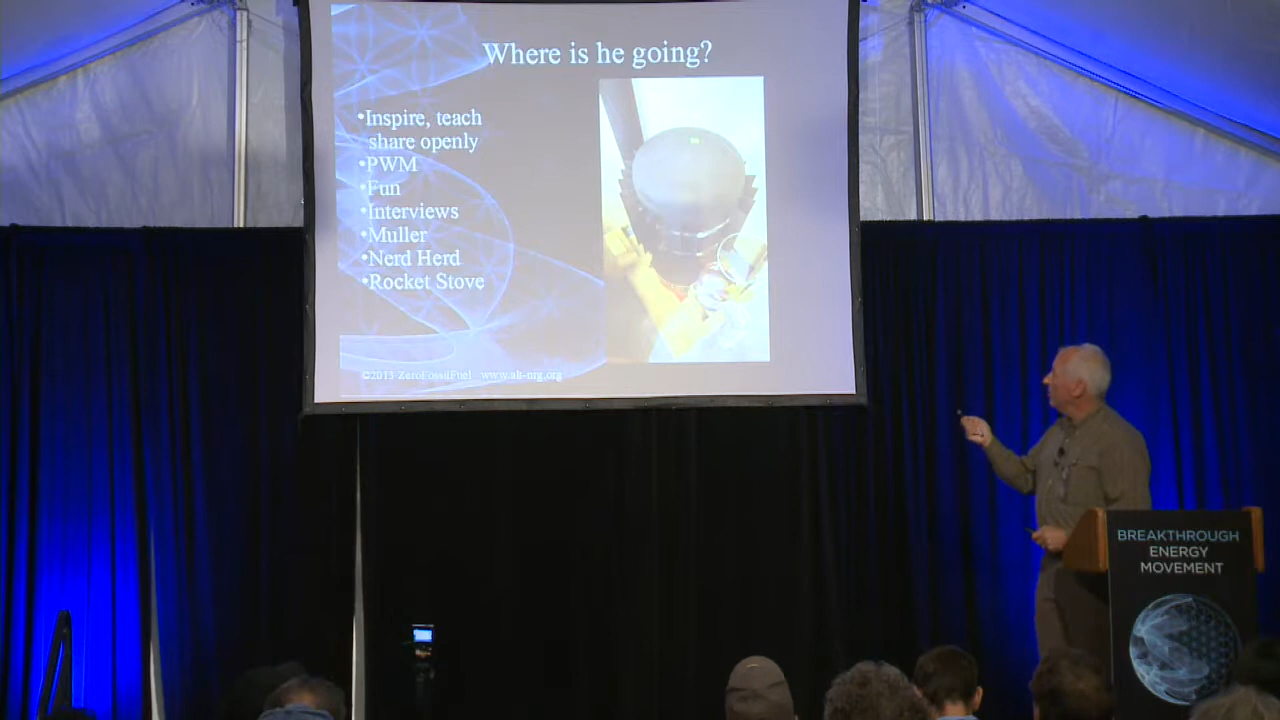 Where is he going?
•Inspire, teach
share openly
•PWM
•Fun
•Interviews
•Muller
•Nerd Herd
•Rocket Stove
©2013 ZeroFossilFuel www.alt-nrg.org
BREAKTHROUGH
ENERGY
MOVEMENT